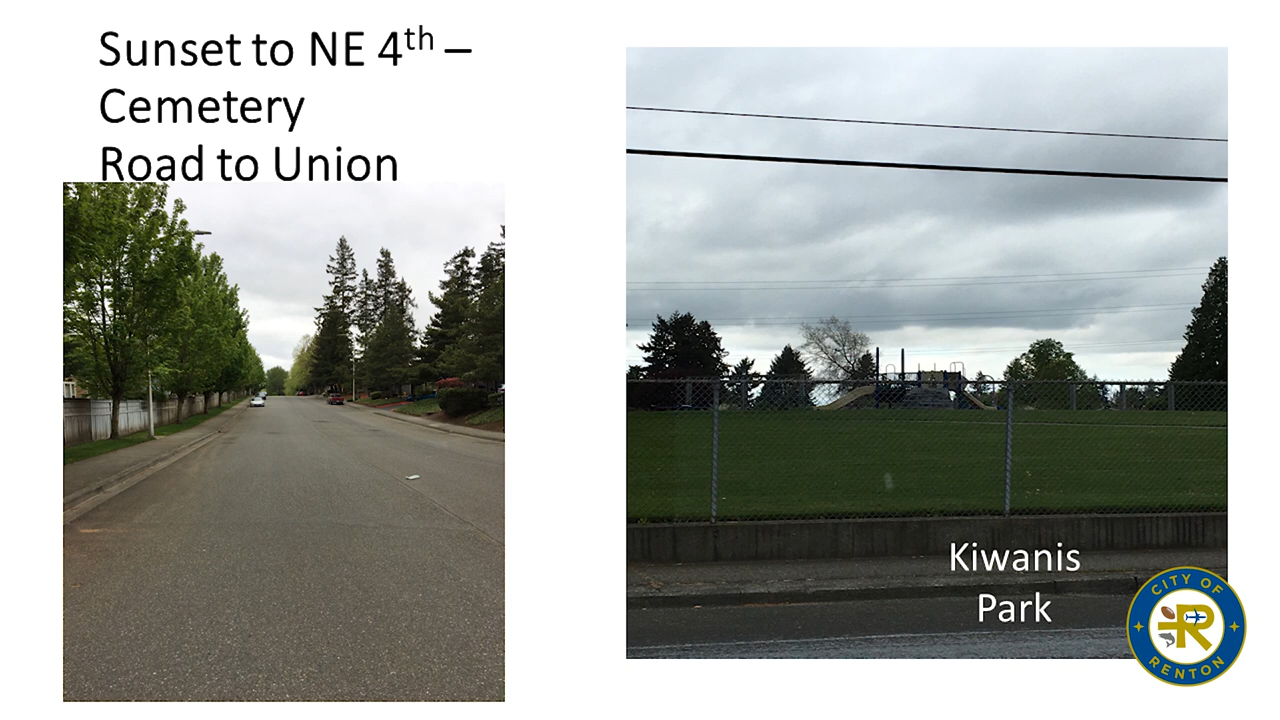 Sunset to NE 4th –
Cemetery
Road to Union
Kiwanis
Park
CITY OF
R
RENTON